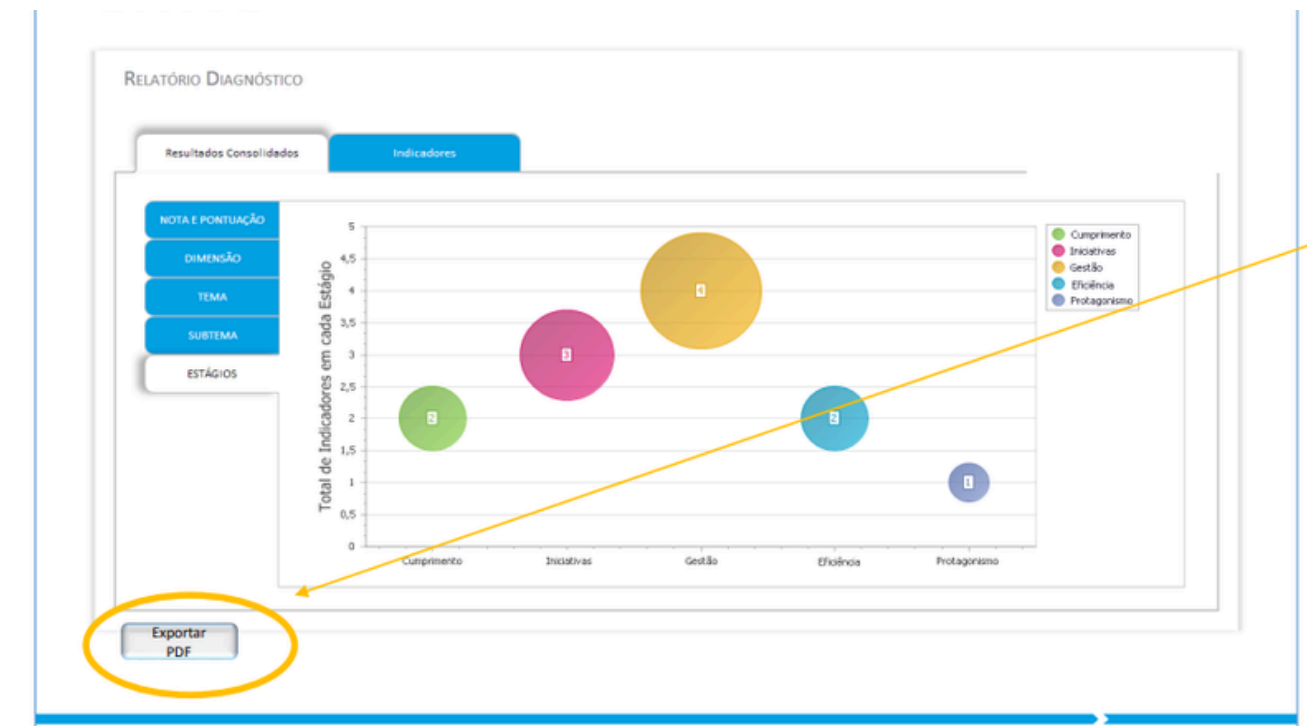 RELATÓRIO DIAGNÓSTICO
Resultados Consolidados
Indicadores
NOTA E PONTUAÇÃO
DIMENSÃO
TEMA
SUBTEMA
ESTÁGIOS
Total de Indicadores em cada Estágio
5
4,5
4
3,5
3
2,5
2
1,5
1
0,5
0
2
3
4
2
1
Cumprimento
Iniciativas
Gestão
Eficiência
Protagonismo
Cumprimento
Iniciativas
Gestão
Eficiência
Protagonismo
Exportar
PDF